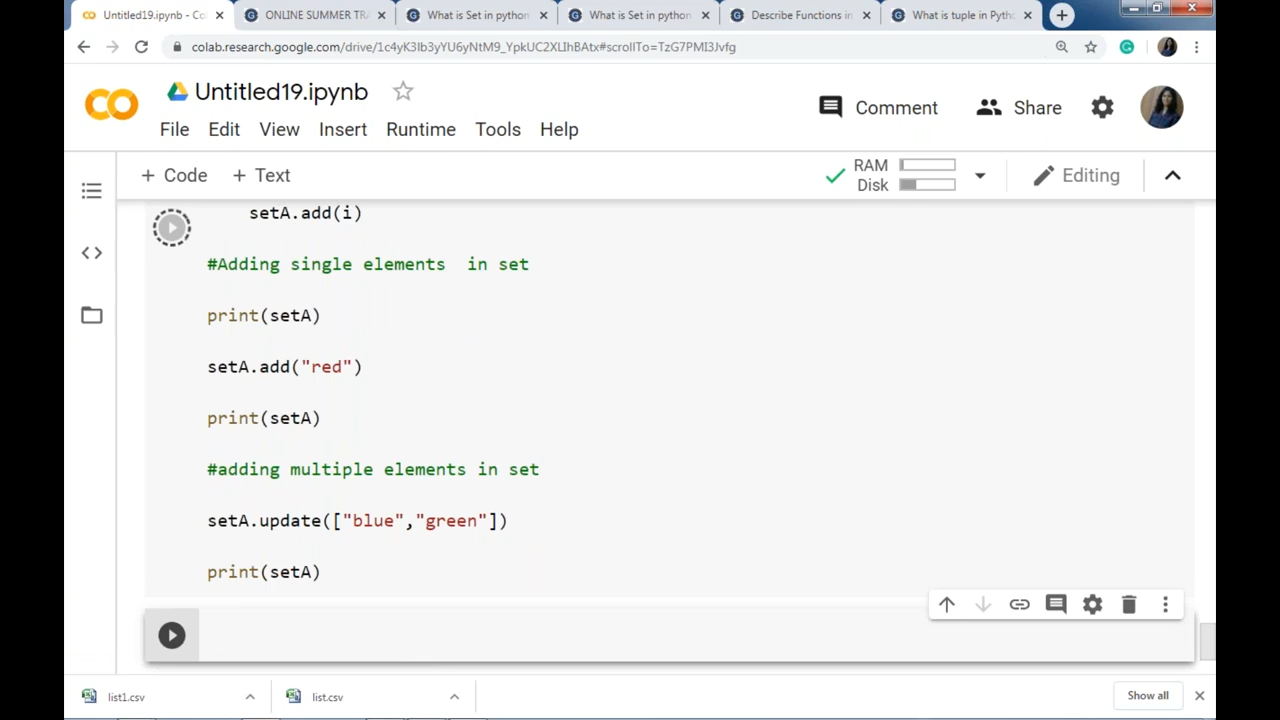 Untitled19.ipynb - Co
ONLINE SUMMER TRA
What is Set in python
What is Set in python
Describe Functions in
What is tuple in Pyth
colab.research.google.com/drive/1c4yK3Ib3yYU6yNtM9_YpkUC2XLIhBAtx#scrollTo=TzG7PMI3Jvfg
CO
Untitled19.ipynb
Comment
Share
File Edit View Insert Runtime Tools Help
+ Code + Text
RAM
Disk
Editing
setA.add(i)
#Adding single elements  in set
print(setA)
setA.add("red")
print(setA)
#adding multiple elements in set
setA.update(["blue","green"])
print(setA)
list1.csv
list.csv
Show all